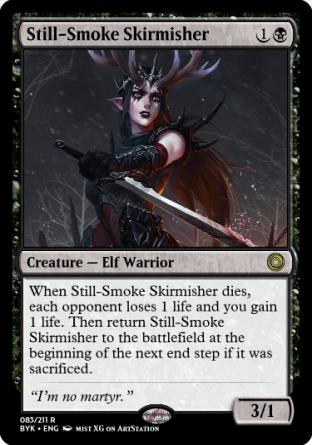 Still-Smoke Skirmisher 1
Creature — Elf Warrior
When Still-Smoke Skirmisher dies,
each opponent loses 1 life and you gain
1 life. Then return Still-Smoke
Skirmisher to the battlefield at the
beginning of the next end step if it was
sacrificed.
“I’m no martyr.”
3/1
083/211 R
BYK • ENG MIST XG ON ARTSTATION